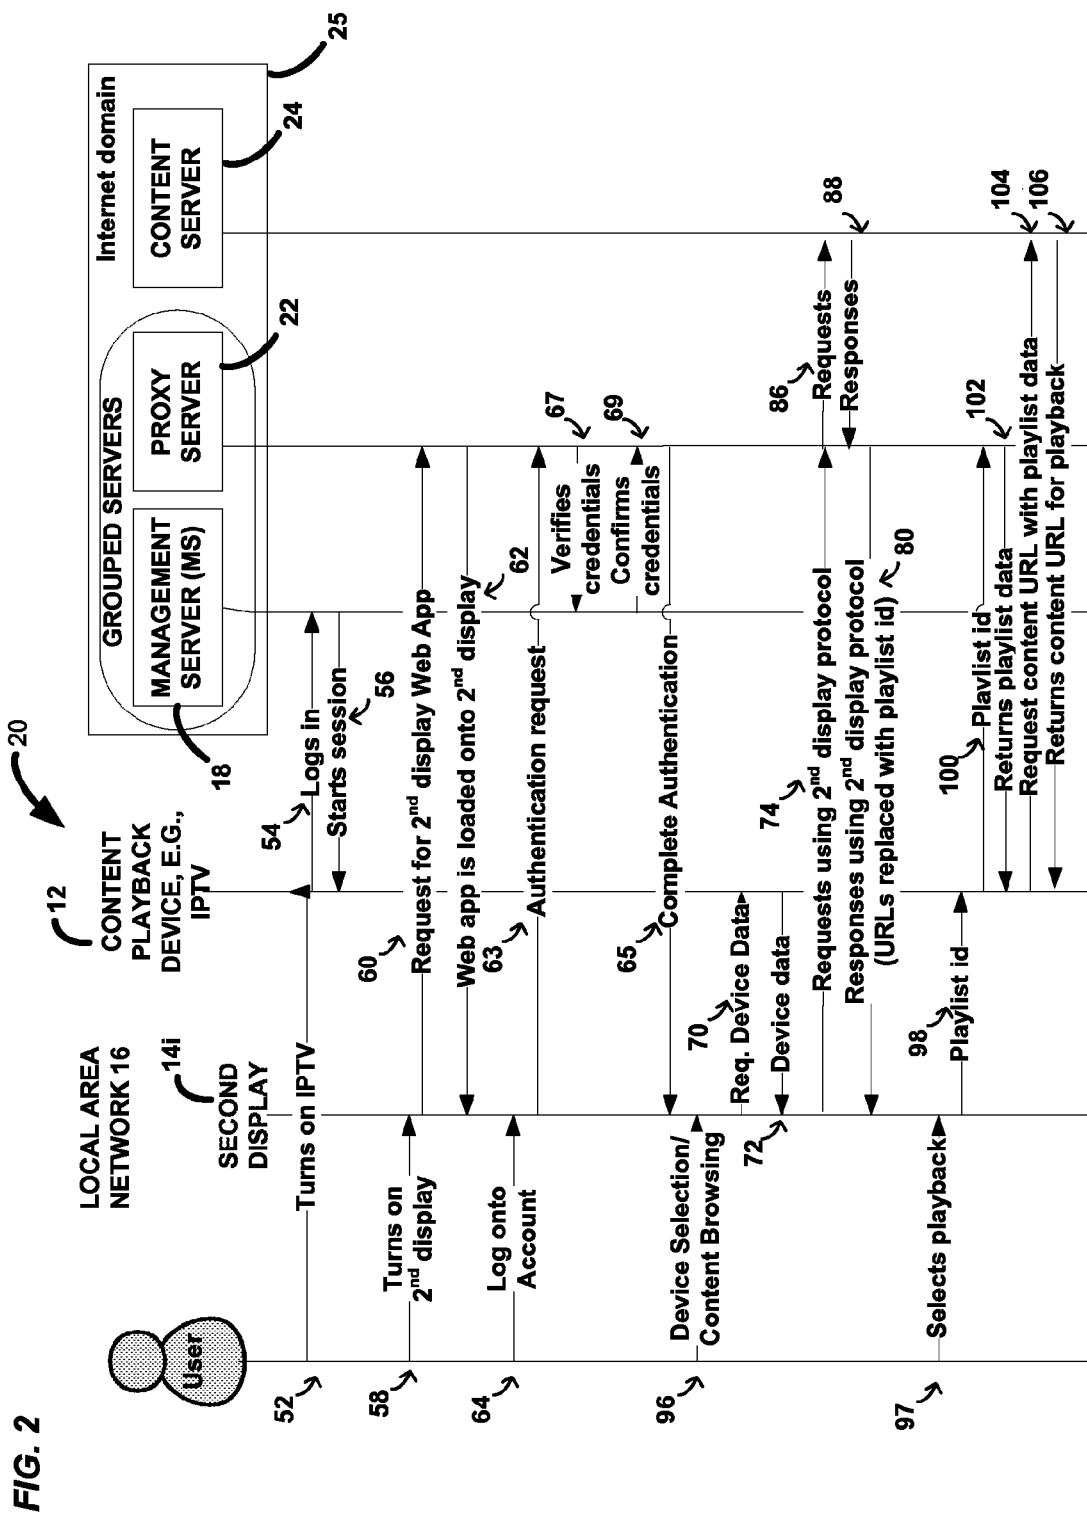 FIG. 2
20
LOCAL AREA
NETWORK 16
12
CONTENT
PLAYBACK
DEVICE, E.G.,
IPTV
14i
SECOND
DISPLAY
User
Internet domain
25
GROUPED SERVERS
MANAGEMENT
SERVER (MS)
18
PROXY
SERVER
22
CONTENT
SERVER
24
52
Turns on IPTV
54
Logs in
Starts session
56
58
Turns on
2nd display
60
Request for 2nd display Web App
Web app is loaded onto 2nd display
62
64
Log onto
Account
63
Authentication request
67
Verifies
credentials
69
Confirms
credentials
65
Complete Authentication
96
Device Selection/
Content Browsing
70
Req. Device Data
Device data
72
74
Requests using 2nd display protocol
86
Requests
Responses
88
Responses using 2nd display protocol
(URLs replaced with playlist id)
80
97
Selects playback
98
Playlist id
100
Playlist id
Returns playlist data
102
Request content URL with playlist data
104
Returns content URL for playback
106